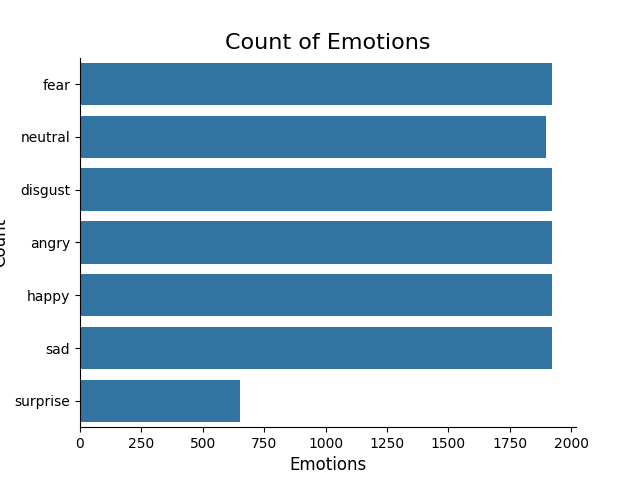 Count of Emotions
fear
neutral
disgust
angry
happy
sad
surprise
Count
0 250 500 750 1000 1250 1500 1750 2000
Emotions